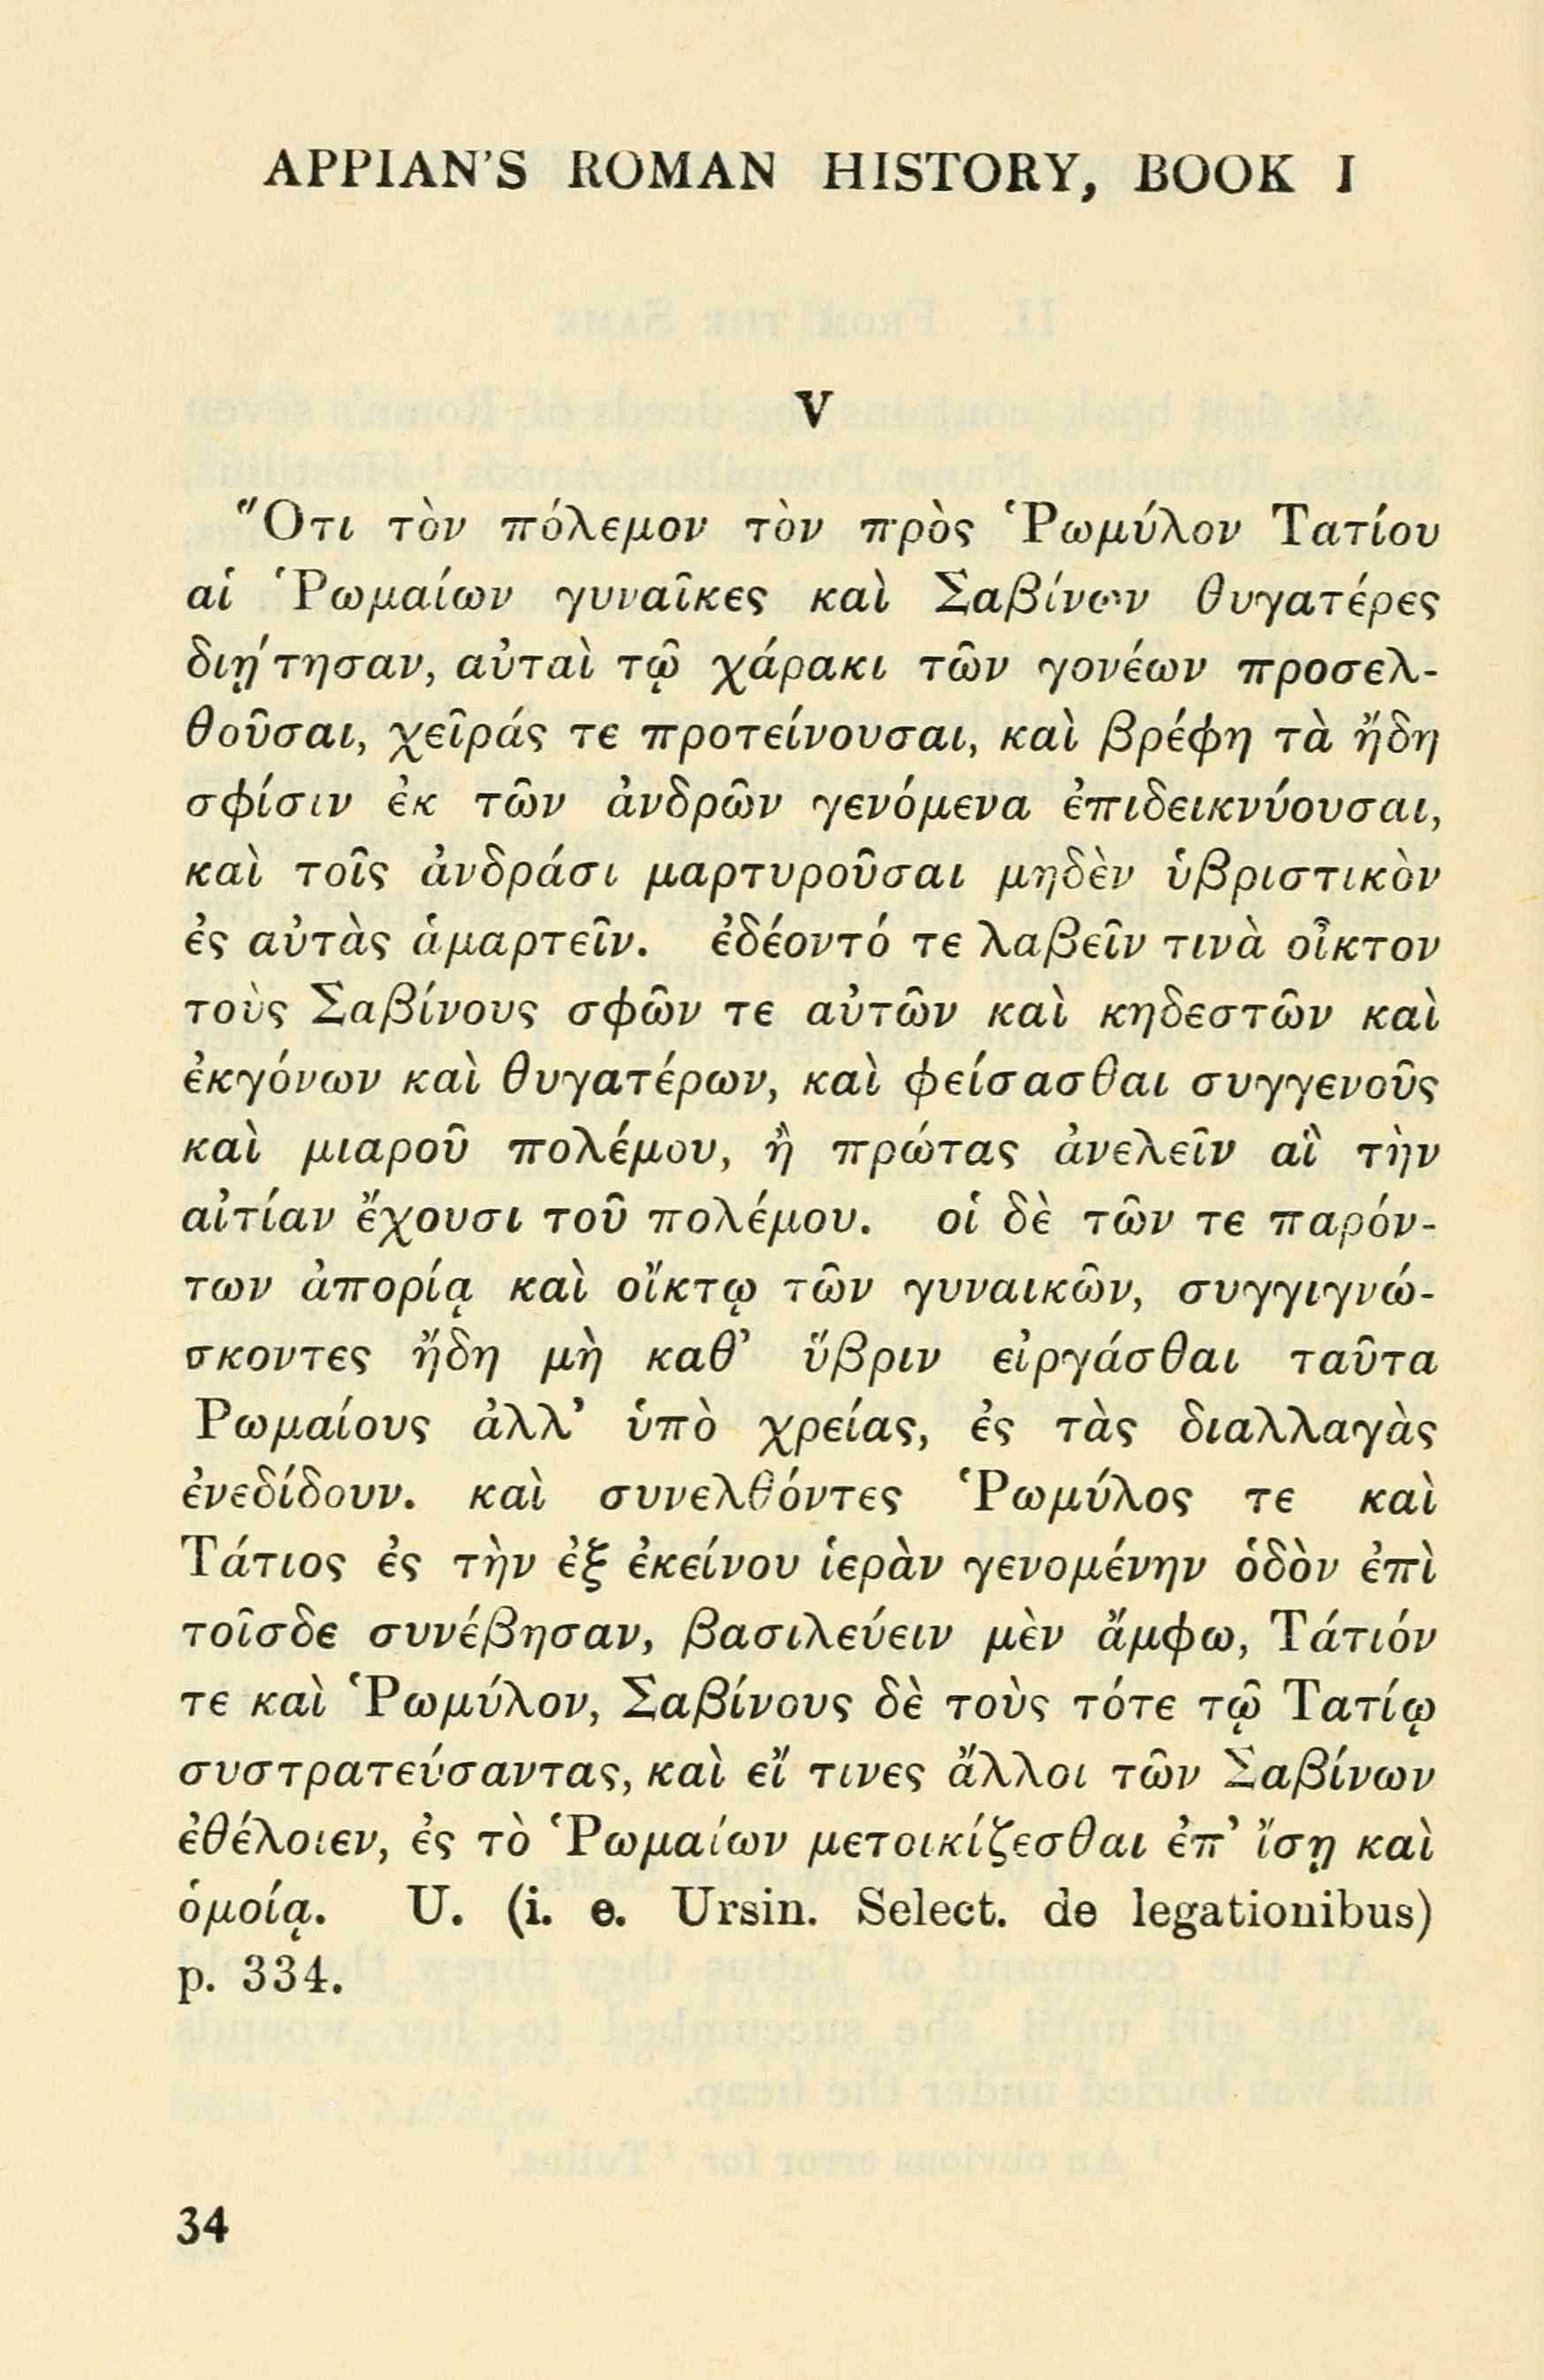 APPIAN'S ROMAN HISTORY, BOOK I
V
Ὅτι τὸν πόλεμον τὸν πρὸς Ῥωμύλον Τατίου
αἱ Ῥωμαίων γυναῖκες καὶ Σαβίνων θυγατέρες
διῄτησαν, αὐταὶ τῷ χάρακι τῶν γονέων προσελ-
θοῦσαι, χεῖράς τε προτείνουσαι, καὶ βρέφη τὰ ἤδη
σφίσιν ἐκ τῶν ἀνδρῶν γενόμενα ἐπιδεικνύουσαι,
καὶ τοῖς ἀνδράσι μαρτυροῦσαι μηδὲν ὑβριστικὸν
ἐς αὐτὰς ἁμαρτεῖν. ἐδέοντό τε λαβεῖν τινὰ οἶκτον
τοὺς Σαβίνους σφῶν τε αὐτῶν καὶ κηδεστῶν καὶ
ἐκγόνων καὶ θυγατέρων, καὶ φείσασθαι συγγενοῦς
καὶ μιαροῦ πολέμου, ἢ πρώτας ἀνελεῖν αἳ τὴν
αἰτίαν ἔχουσι τοῦ πολέμου. οἱ δὲ τῶν τε παρόν-
των ἀπορίᾳ καὶ οἴκτῳ τῶν γυναικῶν, συγγιγνώ-
σκοντες ἤδη μὴ καθ' ὕβριν εἰργάσθαι ταῦτα
Ρωμαίους ἀλλ' ὑπὸ χρείας, ἐς τὰς διαλλαγὰς
ἐνεδίδουν. καὶ συνελθόντες Ῥωμύλος τε καὶ
Τάτιος ἐς τὴν ἐξ ἐκείνου ἱερὰν γενομένην ὁδὸν ἐπὶ
τοῖσδε συνέβησαν, βασιλεύειν μὲν ἄμφω, Τάτιόν
τε καὶ Ῥωμύλον, Σαβίνους δὲ τοὺς τότε τῷ Τατίῳ
συστρατεύσαντας, καὶ εἴ τινες ἄλλοι τῶν Σαβίνων
ἐθέλοιεν, ἐς τὸ Ῥωμαίων μετοικίζεσθαι ἐπ' ἴσῃ καὶ
ὁμοίᾳ. U. (i. e. Ursin. Select. de legationibus)
p. 334.
34